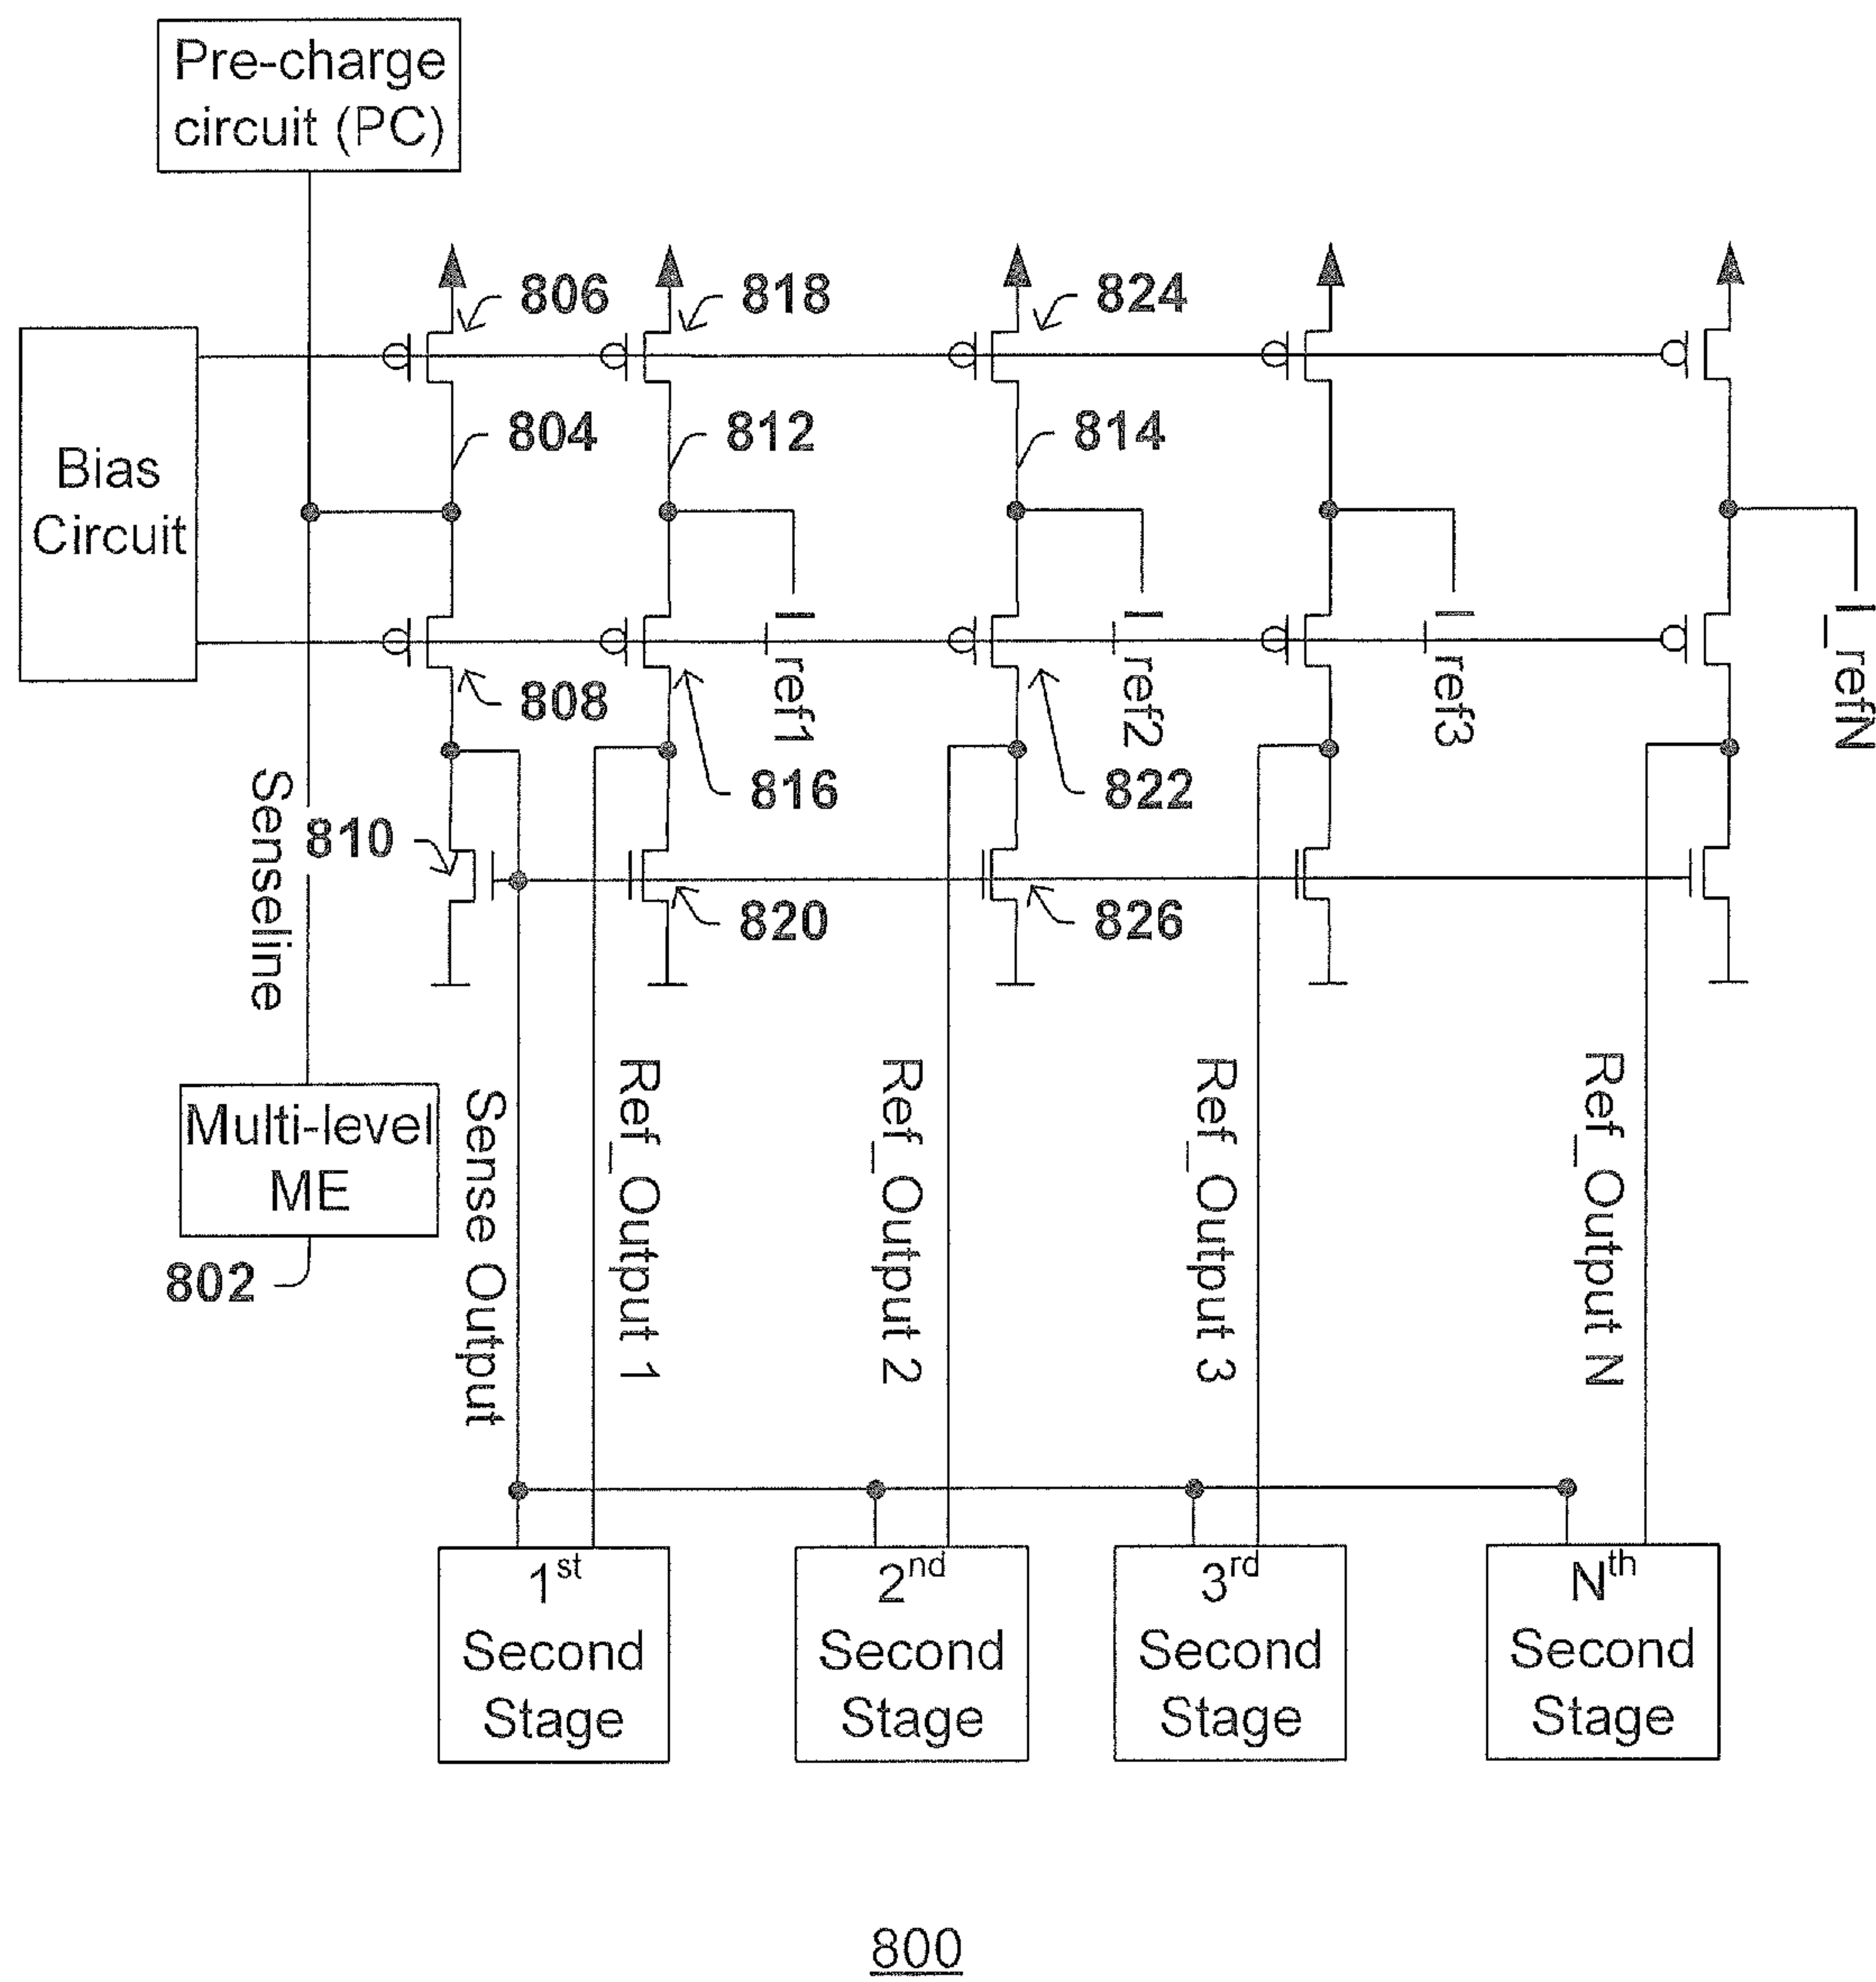 Pre-charge
circuit (PC)
806
818
824
804
812
814
Bias
Circuit
I_ref1
I_ref2
I_ref3
I_refN
808
816
822
Senseline
810
820
826
Multi-level
ME
802
Sense Output
Ref_Output 1
Ref_Output 2
Ref_Output 3
Ref_Output N
1st
Second
Stage
2nd
Second
Stage
3rd
Second
Stage
Nth
Second
Stage
800